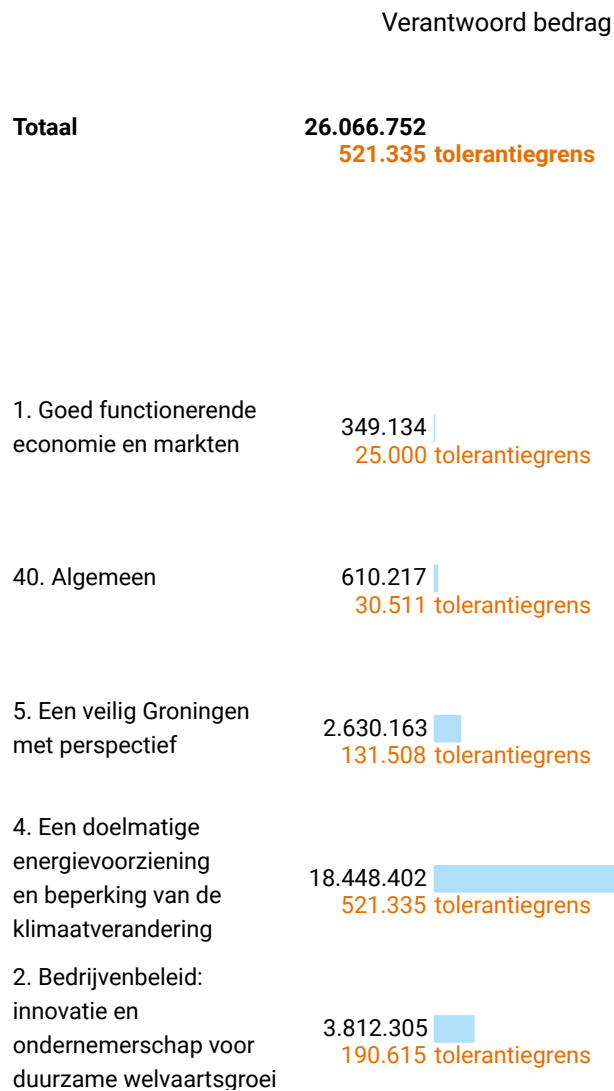 Verantwoord bedrag
Totaal 26.066.752
521.335 tolerantiegrens
1. Goed functionerende
economie en markten
349.134
25.000 tolerantiegrens
40. Algemeen 610.217
30.511 tolerantiegrens
5. Een veilig Groningen
met perspectief
2.630.163
131.508 tolerantiegrens
4. Een doelmatige
energievoorziening
en beperking van de
klimaatverandering
18.448.402
521.335 tolerantiegrens
2. Bedrijvenbeleid:
innovatie en
ondernemerschap voor
duurzame welvaartsgroei
3.812.305
190.615 tolerantiegrens